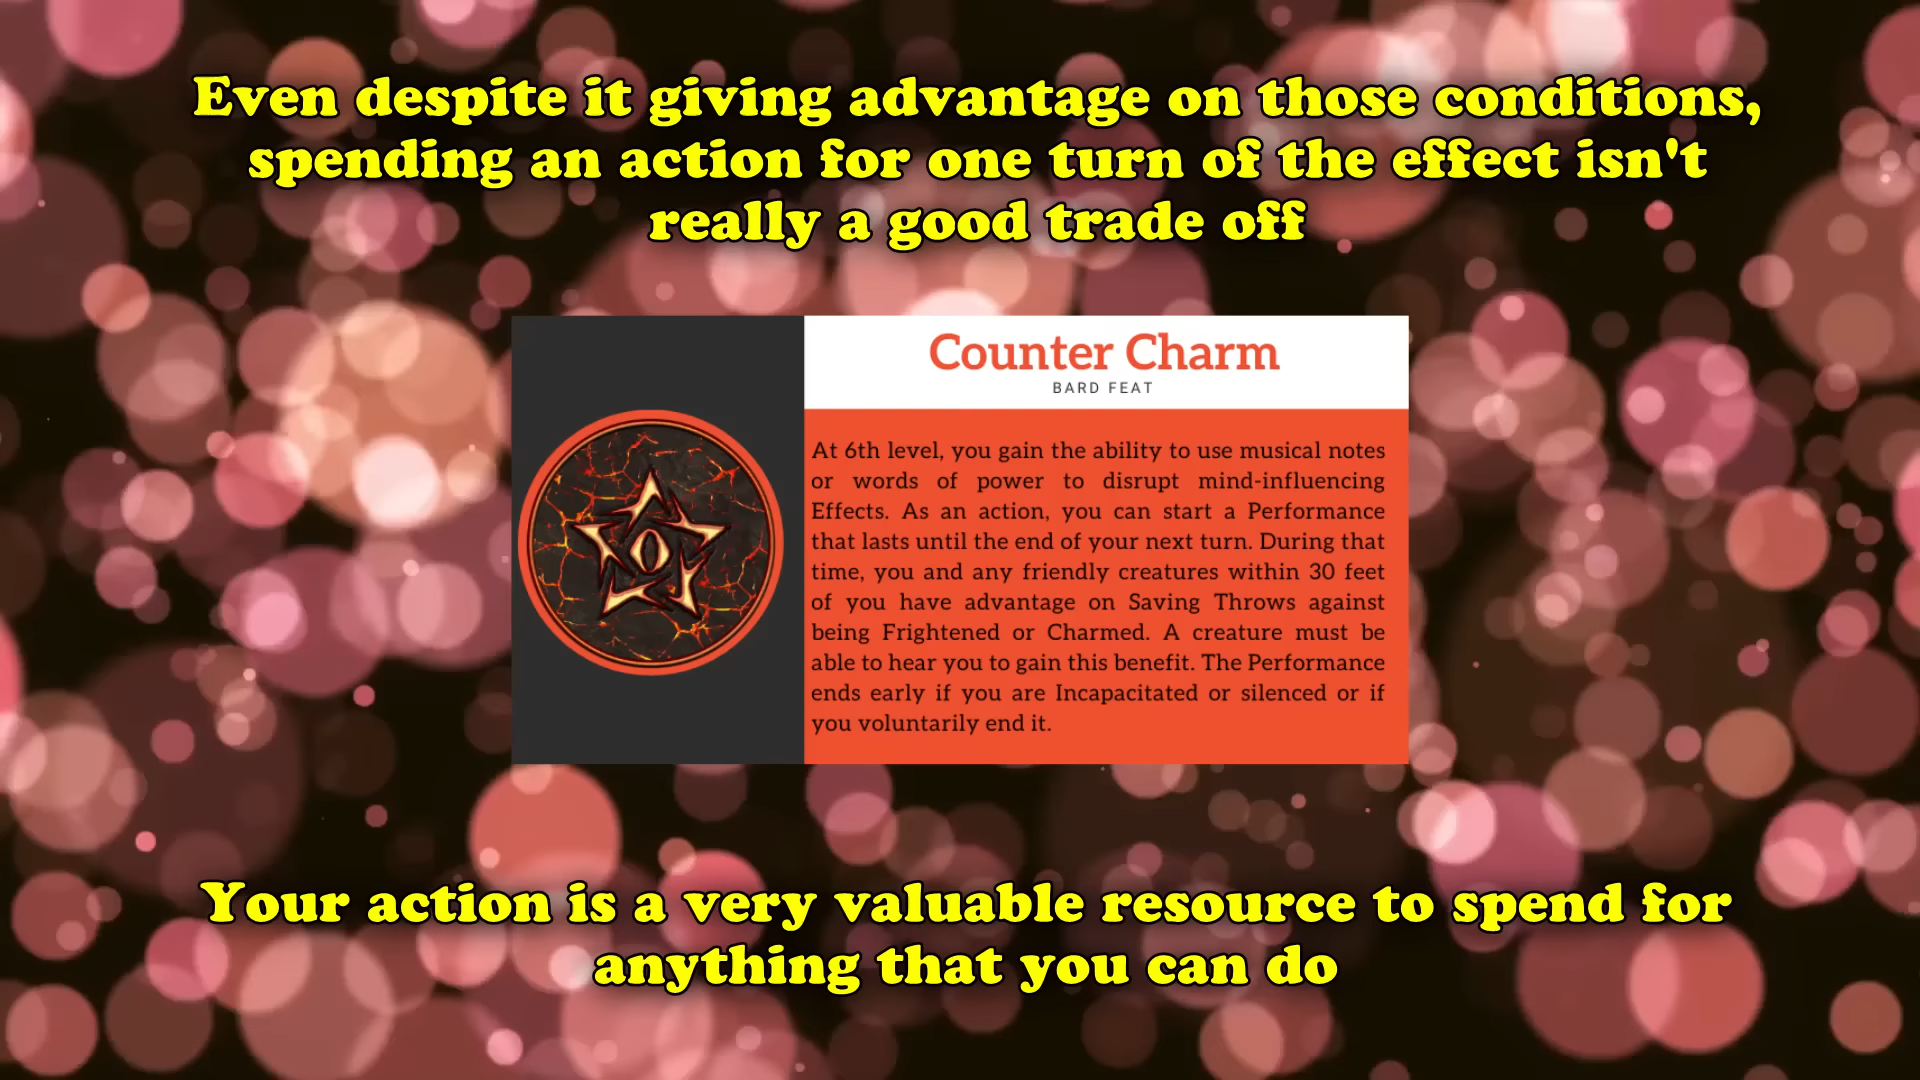 Even despite it giving advantage on those conditions,
spending an action for one turn of the effect isn't
really a good trade off
Counter Charm
BARD FEAT
At 6th level, you gain the ability to use musical notes
or words of power to disrupt mind-influencing
Effects. As an action, you can start a Performance
that lasts until the end of your next turn. During that
time, you and any friendly creatures within 30 feet
of you have advantage on Saving Throws against
being Frightened or Charmed. A creature must be
able to hear you to gain this benefit. The Performance
ends early if you are Incapacitated or silenced or if
you voluntarily end it.
Your action is a very valuable resource to spend for
anything that you can do